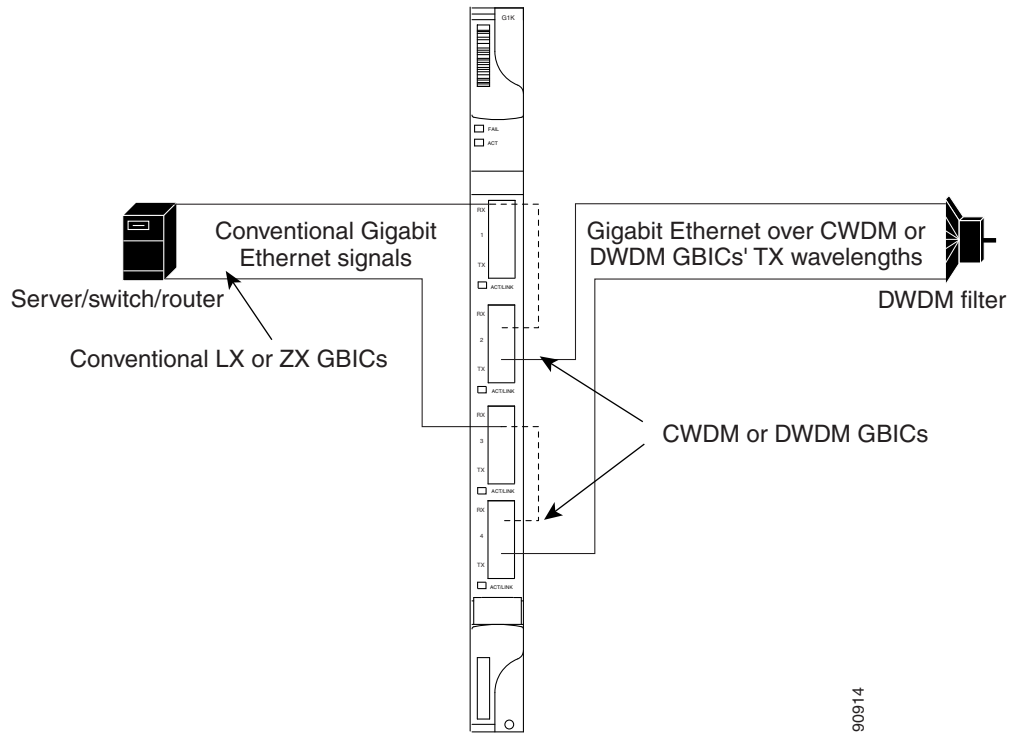 G1K
FAIL
ACT
RX
1
TX
ACT/LINK
RX
2
TX
ACT/LINK
RX
3
TX
ACT/LINK
RX
4
TX
ACT/LINK
Conventional Gigabit
Ethernet signals
Server/switch/router
Conventional LX or ZX GBICs
Gigabit Ethernet over CWDM or
DWDM GBICs' TX wavelengths
DWDM filter
CWDM or DWDM GBICs
90914